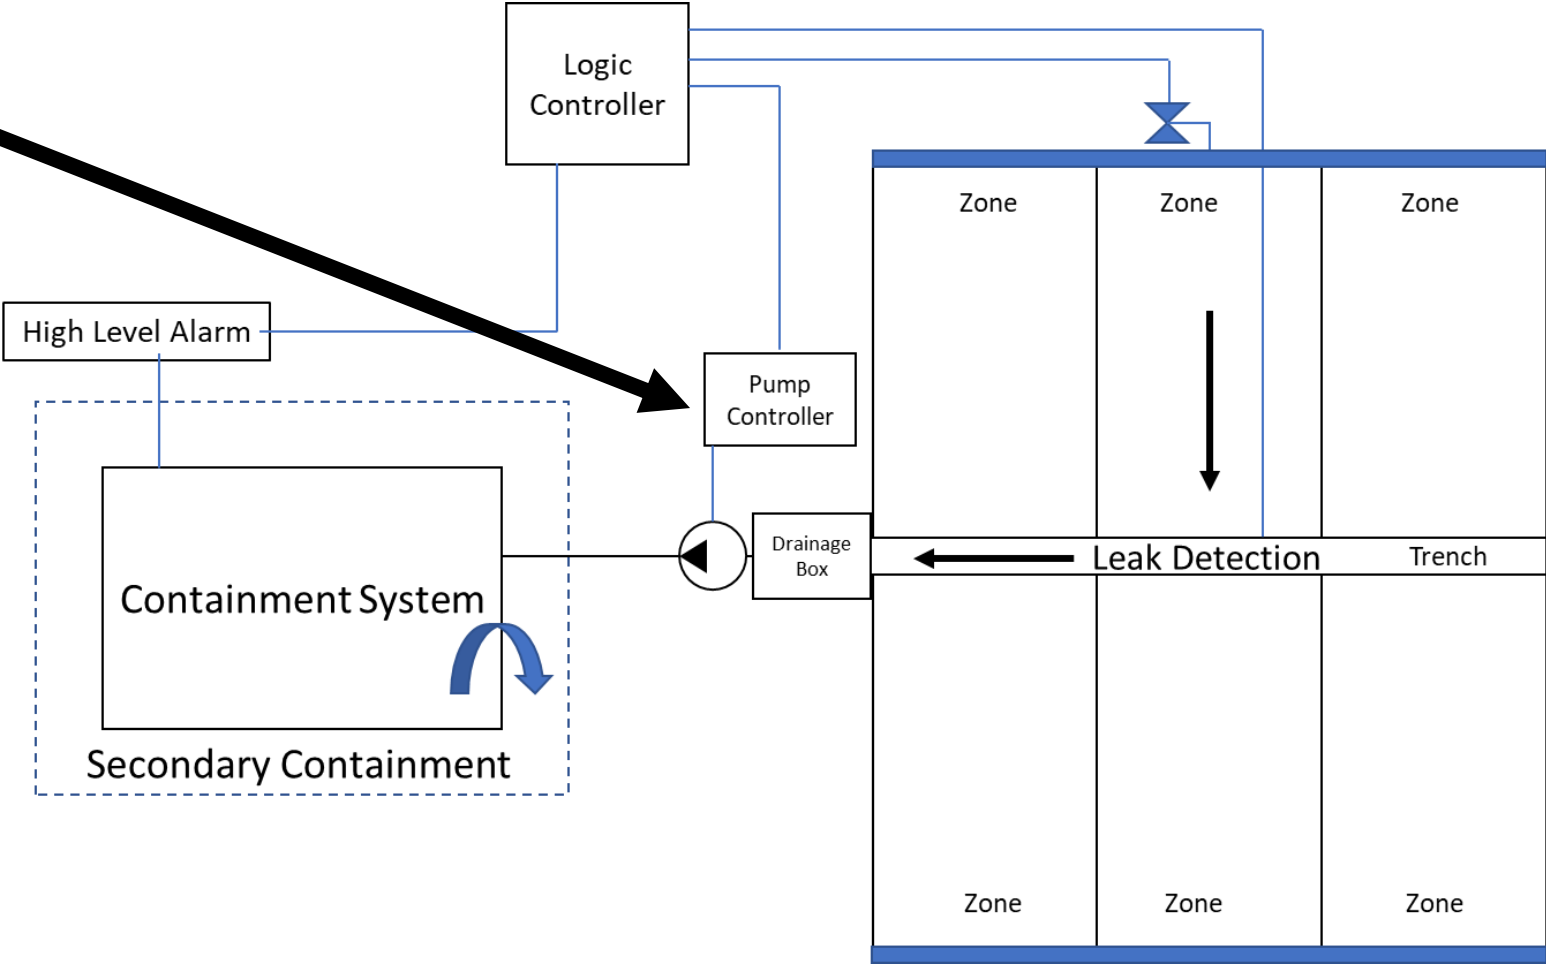 Logic
Controller
Zone
Zone
Zone
High Level Alarm
Pump
Controller
Drainage
Box
Leak Detection
Trench
Containment System
Secondary Containment
Zone
Zone
Zone